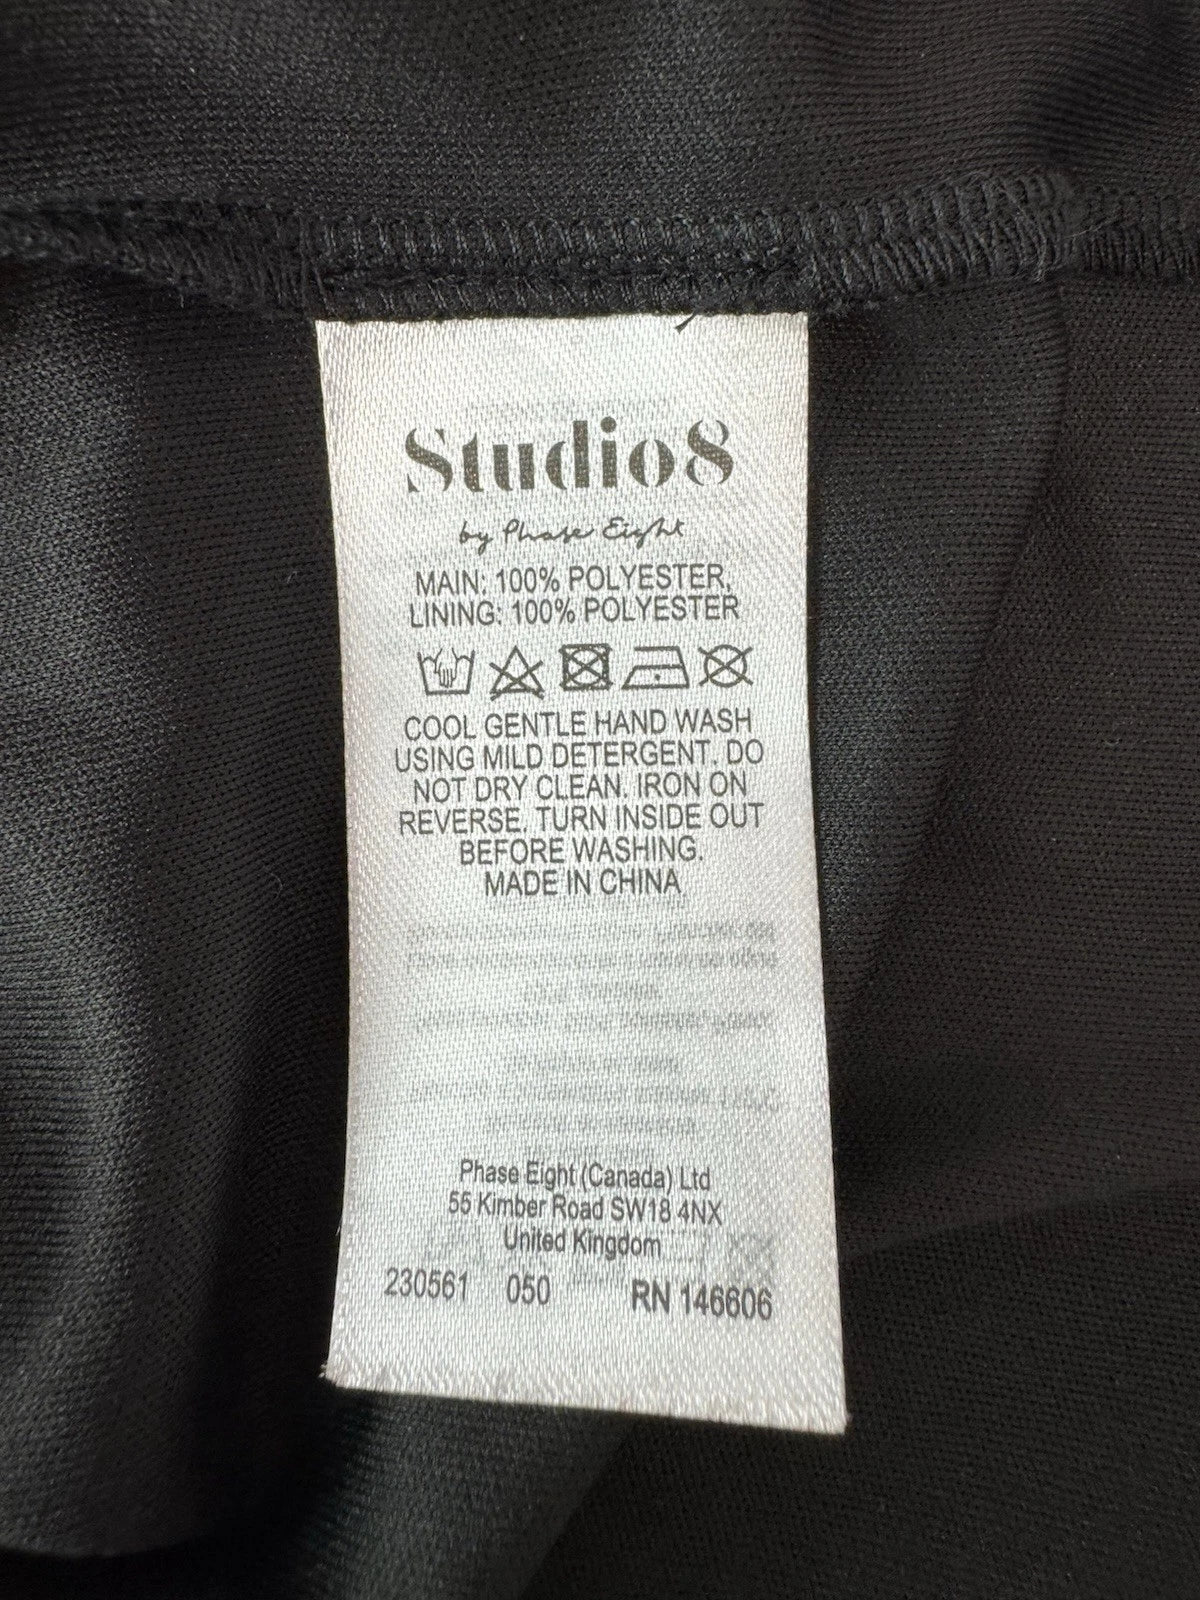 Studio8
by Phase Eight
MAIN: 100% POLYESTER,
LINING: 100% POLYESTER
COOL GENTLE HAND WASH
USING MILD DETERGENT. DO
NOT DRY CLEAN. IRON ON
REVERSE. TURN INSIDE OUT
BEFORE WASHING.
MADE IN CHINA
Phase Eight (Canada) Ltd
55 Kimber Road SW18 4NX
United Kingdom
230561 050 RN 146606